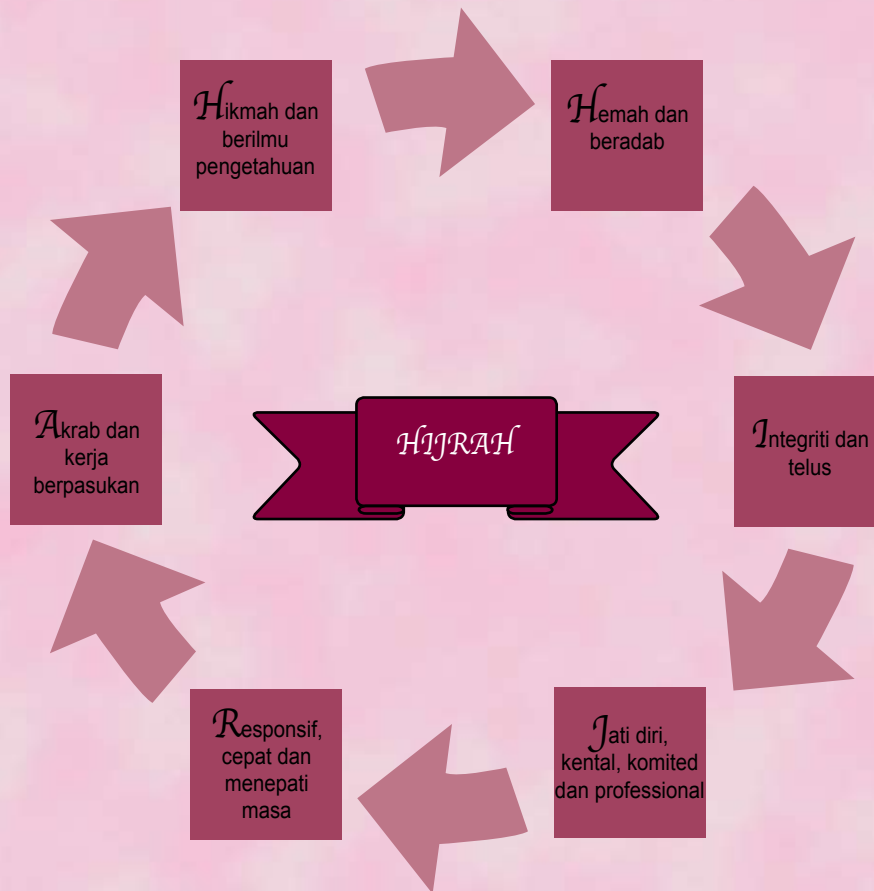 Hikmah dan
berilmu
pengetahuan
Hemah dan
beradab
Akrab dan
kerja
berpasukan
HIJRAH
Integriti dan
telus
Responsif,
cepat dan
menepati
masa
Jati diri,
kental, komited
dan professional